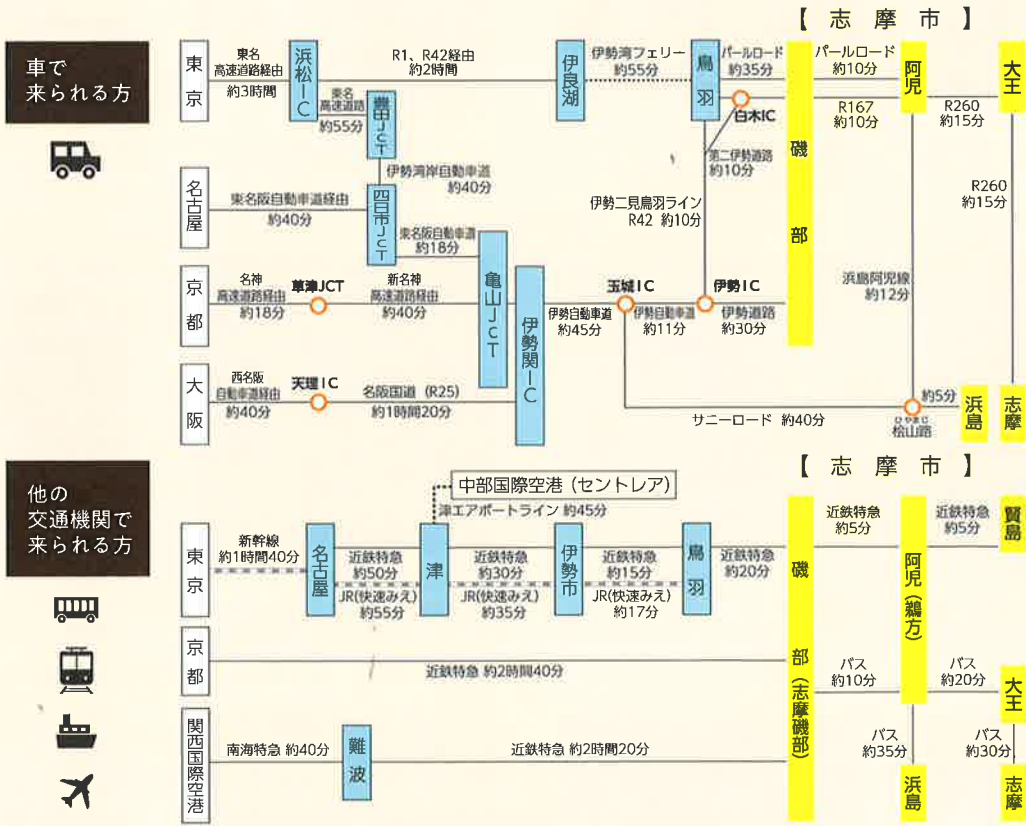 【 志 摩 市 】
車で
来られる方
東京
東名
高速道路経由
約3時間
浜松IC
R1、R42経由
約2時間
伊良湖
伊勢湾フェリー
約55分
鳥羽
パールロード
約35分
磯部
パールロード
約10分
阿児
大王
東名
高速道路
約55分
豊田JCT
白木IC
R167
約10分
R260
約15分
第二伊勢道路
約10分
伊勢湾岸自動車道
約40分
名古屋
東名阪自動車道経由
約40分
四日市JCT
伊勢二見鳥羽ライン
R42 約10分
R260
約15分
東名阪自動車道
約18分
亀山JCT
京都
名神
高速道路経由
約18分
草津JCT
新名神
高速道路経由
約40分
伊勢関IC
伊勢自動車道
約45分
玉城IC
伊勢自動車道
約11分
伊勢IC
伊勢道路
約30分
浜島阿児線
約12分
大阪
西名阪
自動車道経由
約40分
天理IC
名阪国道（R25）
約1時間20分
サニーロード 約40分
ひやまじ
桧山路
約5分
浜島
志摩
【 志 摩 市 】
他の
交通機関で
来られる方
中部国際空港（セントレア）
津エアポートライン 約45分
東京
新幹線
約1時間40分
名古屋
近鉄特急
約50分
JR(快速みえ)
約55分
津
近鉄特急
約30分
JR(快速みえ)
約35分
伊勢市
近鉄特急
約15分
JR(快速みえ)
約17分
鳥羽
近鉄特急
約20分
磯部（志摩磯部）
近鉄特急
約5分
阿児（鵜方）
近鉄特急
約5分
賢島
京都
近鉄特急 約2時間40分
バス
約10分
バス
約20分
大王
関西国際空港
南海特急 約40分
難波
近鉄特急 約2時間20分
バス
約35分
浜島
バス
約30分
志摩